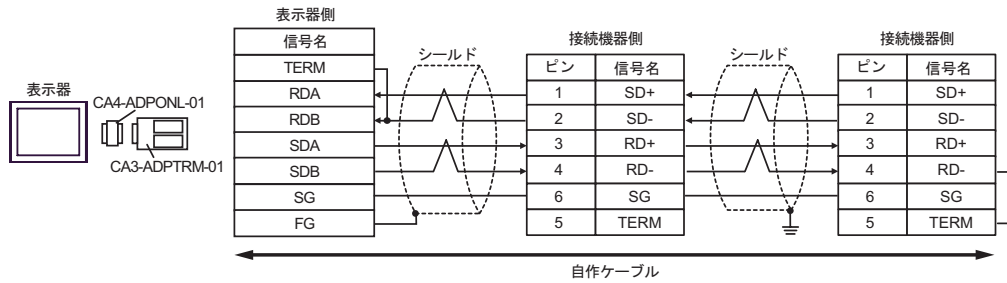 表示器
CA4-ADPONL-01
CA3-ADPTRM-01
表示器側
信号名
TERM
RDA
RDB
SDA
SDB
SG
FG
シールド
接続機器側
ピン 信号名
1 SD+
2 SD-
3 RD+
4 RD-
6 SG
5 TERM
シールド
接続機器側
ピン 信号名
1 SD+
2 SD-
3 RD+
4 RD-
6 SG
5 TERM
自作ケーブル